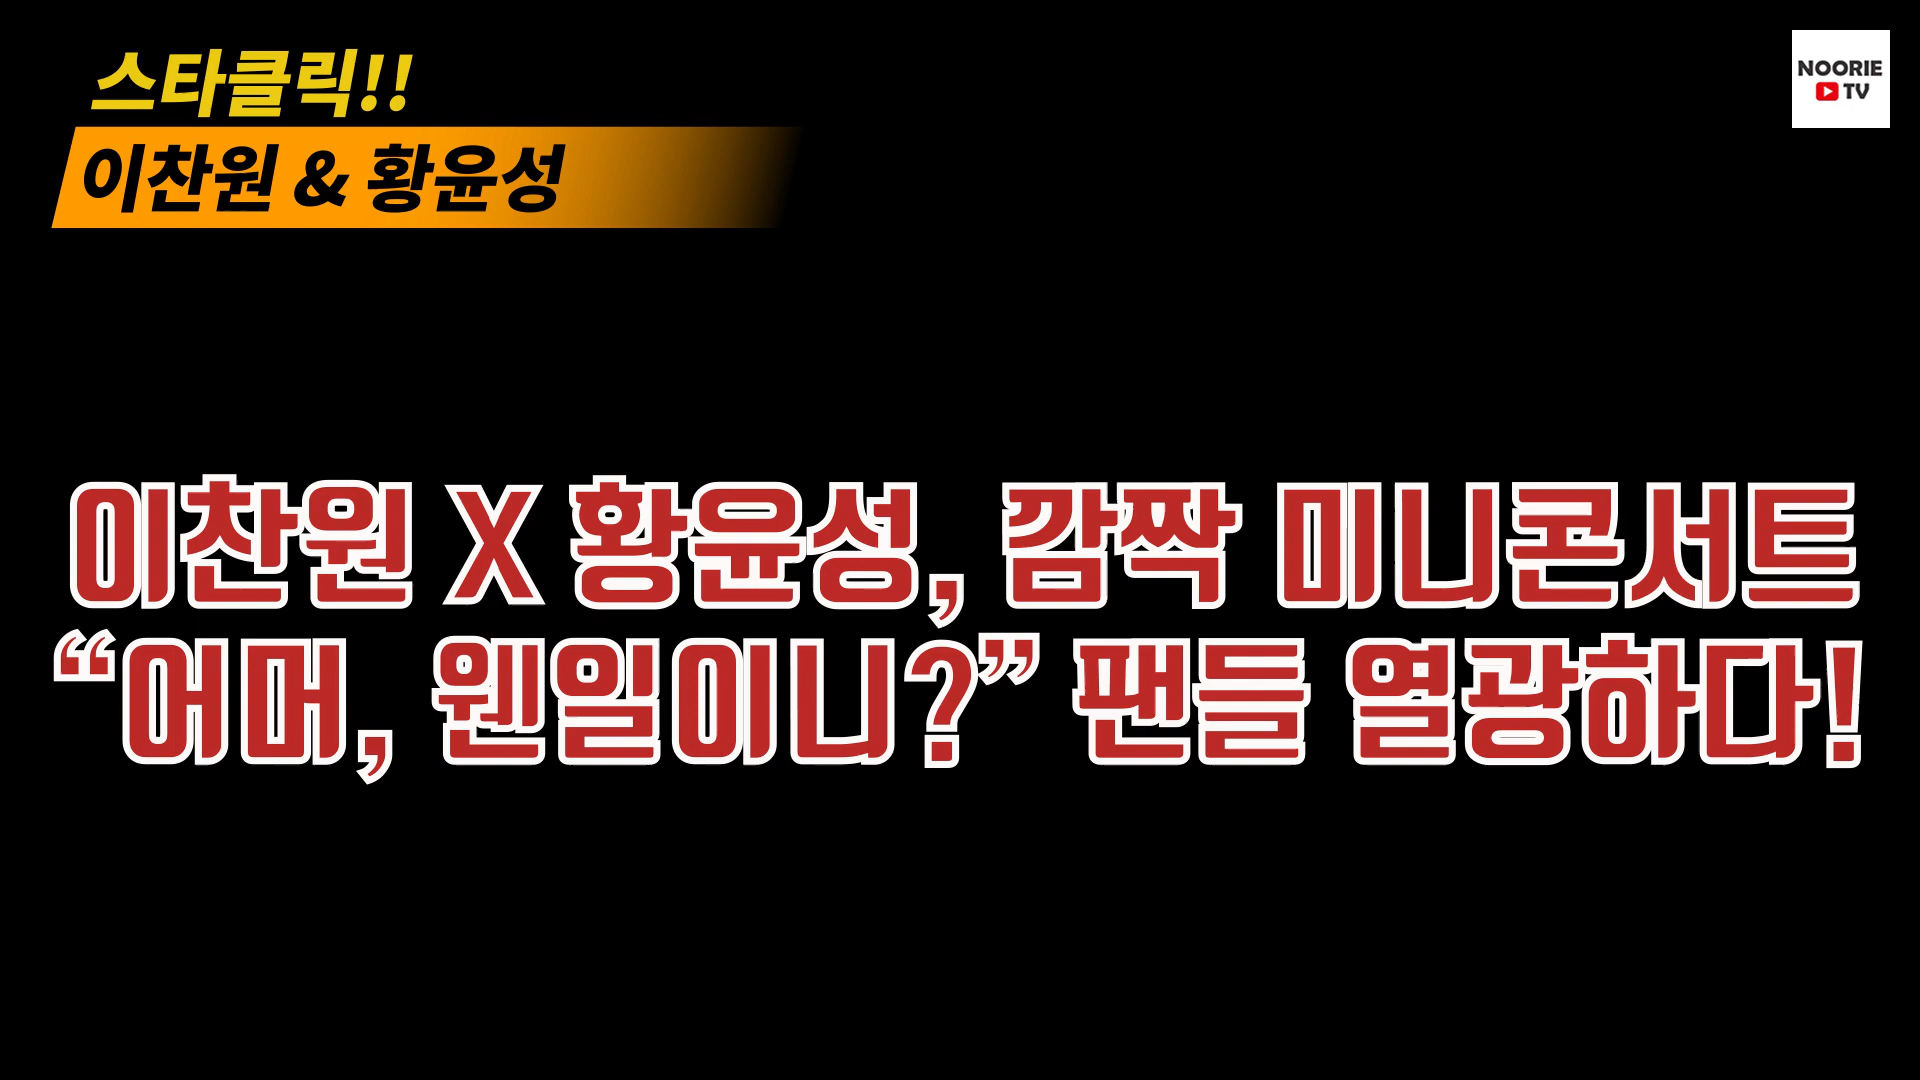 스타클릭!!
이찬원 & 황윤성
NOORIE
TV
이찬원 X 황윤성, 깜짝 미니콘서트
“어머, 웬일이니?” 팬들 열광하다!